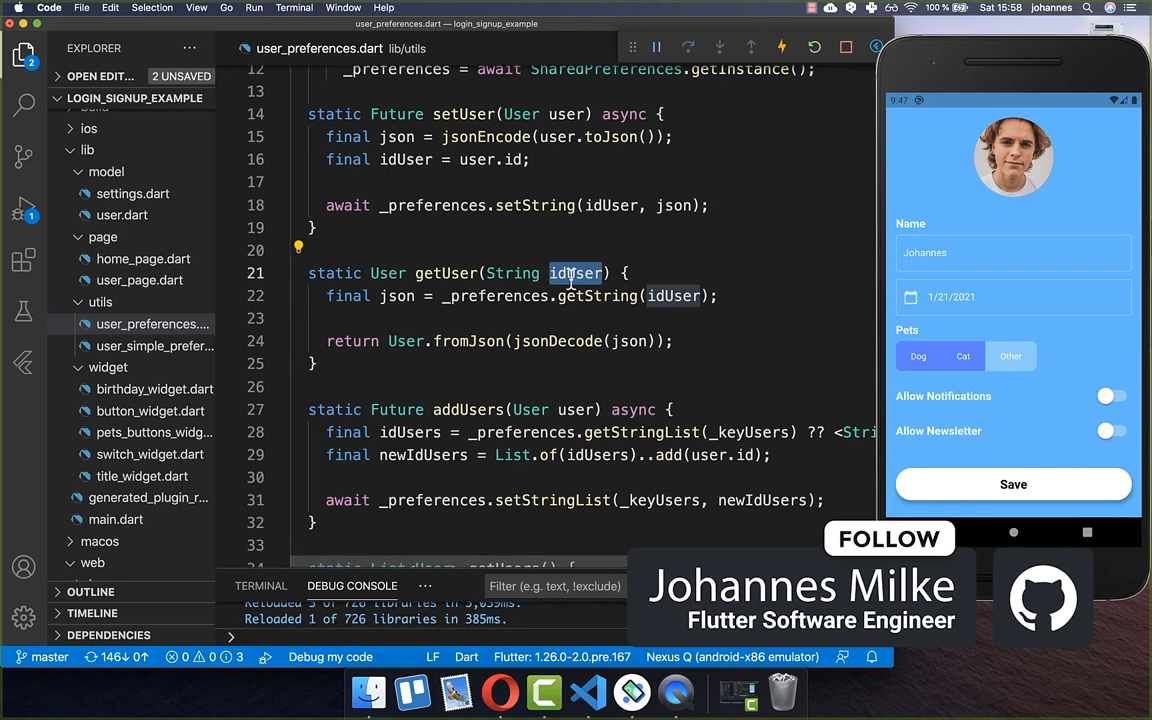 Code File Edit Selection View Go Run Terminal Window Help 100 % Sat 15:58 johannes
user_preferences.dart — login_signup_example
EXPLORER
OPEN EDIT... 2 UNSAVED
LOGIN_SIGNUP_EXAMPLE
ios
lib
model
settings.dart
user.dart
page
home_page.dart
user_page.dart
utils
user_preferences....
user_simple_prefer...
widget
birthday_widget.dart
button_widget.dart
pets_buttons_widg...
switch_widget.dart
title_widget.dart
generated_plugin_r...
main.dart
macos
web
OUTLINE
TIMELINE
DEPENDENCIES
2
1
user_preferences.dart lib/utils
12 _preferences = await SharedPreferences.getInstance();
13
14 static Future setUser(User user) async {
15 final json = jsonEncode(user.toJson());
16 final idUser = user.id;
17
18 await _preferences.setString(idUser, json);
19 }
20
21 static User getUser(String idUser) {
22 final json = _preferences.getString(idUser);
23
24 return User.fromJson(jsonDecode(json));
25 }
26
27 static Future addUsers(User user) async {
28 final idUsers = _preferences.getStringList(_keyUsers) ?? <Stri
29 final newIdUsers = List.of(idUsers)..add(user.id);
30
31 await _preferences.setStringList(_keyUsers, newIdUsers);
32 }
33
TERMINAL DEBUG CONSOLE ... Filter (e.g. text, !exclude)
Reloaded 1 of 726 libraries in 385ms.
master 146↓ 0↑ 0 0 3 Debug my code LF Dart Flutter: 1.26.0-2.0.pre.167 Nexus Q (android-x86 emulator)
9:47
Name
Johannes
1/21/2021
Pets
Dog Cat Other
Allow Notifications
Allow Newsletter
Save
FOLLOW
Johannes Milke
Flutter Software Engineer